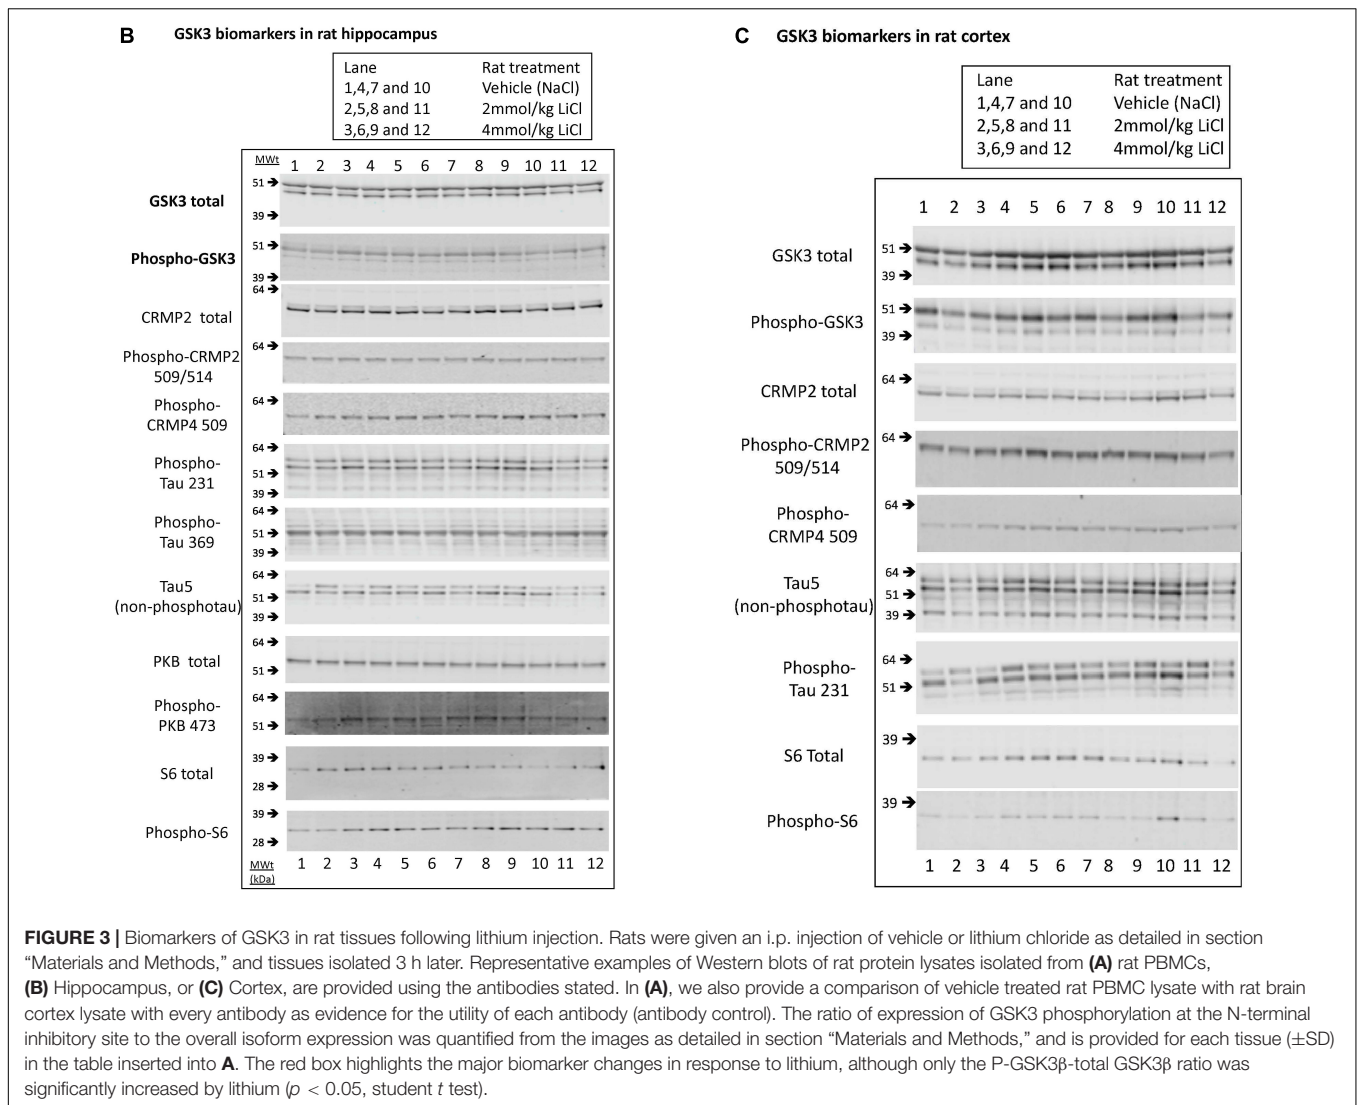 B GSK3 biomarkers in rat hippocampus
Lane Rat treatment
1,4,7 and 10 Vehicle (NaCl)
2,5,8 and 11 2mmol/kg LiCl
3,6,9 and 12 4mmol/kg LiCl
MWt 1 2 3 4 5 6 7 8 9 10 11 12
51 ➔
GSK3 total
39 ➔
51 ➔
Phospho-GSK3
39 ➔
64 ➔
CRMP2 total
64 ➔
Phospho-CRMP2
509/514
64 ➔
Phospho-
CRMP4 509
64 ➔
Phospho-
Tau 231
51 ➔
39 ➔
64 ➔
Phospho-
Tau 369
51 ➔
39 ➔
64 ➔
Tau5
(non-phosphotau)
51 ➔
39 ➔
64 ➔
PKB total
51 ➔
64 ➔
Phospho-
PKB 473
51 ➔
39 ➔
S6 total
28 ➔
39 ➔
Phospho-S6
28 ➔
MWt
(kDa)
1 2 3 4 5 6 7 8 9 10 11 12
C GSK3 biomarkers in rat cortex
Lane Rat treatment
1,4,7 and 10 Vehicle (NaCl)
2,5,8 and 11 2mmol/kg LiCl
3,6,9 and 12 4mmol/kg LiCl
1 2 3 4 5 6 7 8 9 10 11 12
51 ➔
GSK3 total
39 ➔
51 ➔
Phospho-GSK3
39 ➔
64 ➔
CRMP2 total
64 ➔
Phospho-CRMP2
509/514
64 ➔
Phospho-
CRMP4 509
64 ➔
Tau5
(non-phosphotau)
51 ➔
39 ➔
64 ➔
Phospho-
Tau 231
51 ➔
39 ➔
S6 Total
39 ➔
Phospho-S6
1 2 3 4 5 6 7 8 9 10 11 12
FIGURE 3 | Biomarkers of GSK3 in rat tissues following lithium injection. Rats were given an i.p. injection of vehicle or lithium chloride as detailed in section
“Materials and Methods,” and tissues isolated 3 h later. Representative examples of Western blots of rat protein lysates isolated from (A) rat PBMCs,
(B) Hippocampus, or (C) Cortex, are provided using the antibodies stated. In (A), we also provide a comparison of vehicle treated rat PBMC lysate with rat brain
cortex lysate with every antibody as evidence for the utility of each antibody (antibody control). The ratio of expression of GSK3 phosphorylation at the N-terminal
inhibitory site to the overall isoform expression was quantified from the images as detailed in section “Materials and Methods,” and is provided for each tissue (±SD)
in the table inserted into A. The red box highlights the major biomarker changes in response to lithium, although only the P-GSK3β-total GSK3β ratio was
significantly increased by lithium (p < 0.05, student t test).